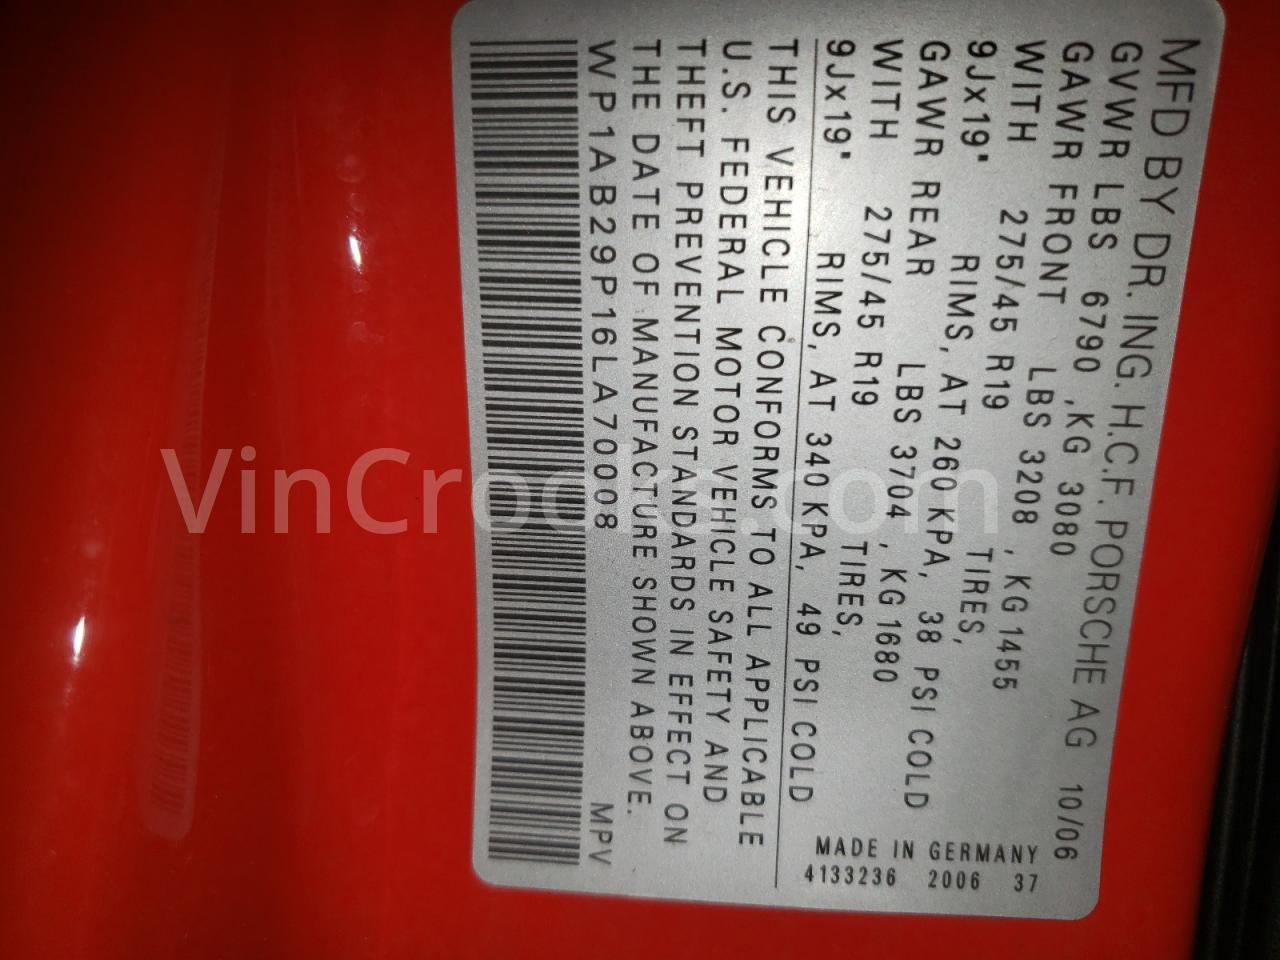 MFD BY DR. ING. H.C.F. PORSCHE AG 10/06
GVWR LBS 6790 ,KG 3080
GAWR FRONT LBS 3208 , KG 1455
WITH 275/45 R19 TIRES,
9Jx19" RIMS, AT 260 KPA, 38 PSI COLD
GAWR REAR LBS 3704 , KG 1680
WITH 275/45 R19 TIRES,
9Jx19" RIMS, AT 340 KPA, 49 PSI COLD
MADE IN GERMANY
4133236 2006 37
THIS VEHICLE CONFORMS TO ALL APPLICABLE
U.S. FEDERAL MOTOR VEHICLE SAFETY AND
THEFT PREVENTION STANDARDS IN EFFECT ON
THE DATE OF MANUFACTURE SHOWN ABOVE.
WP1AB29P16LA70008 MPV